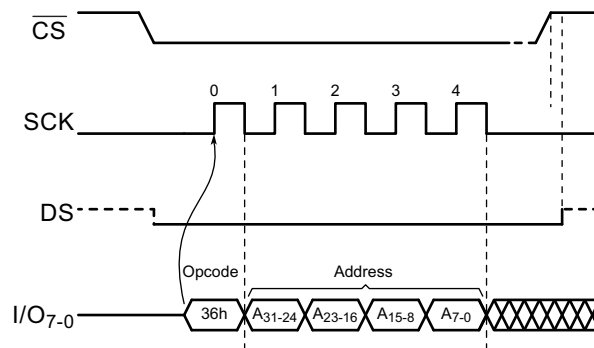 CS
0 1 2 3 4
SCK
DS
Opcode Address
I/O7-0 36h A31-24 A23-16 A15-8 A7-0